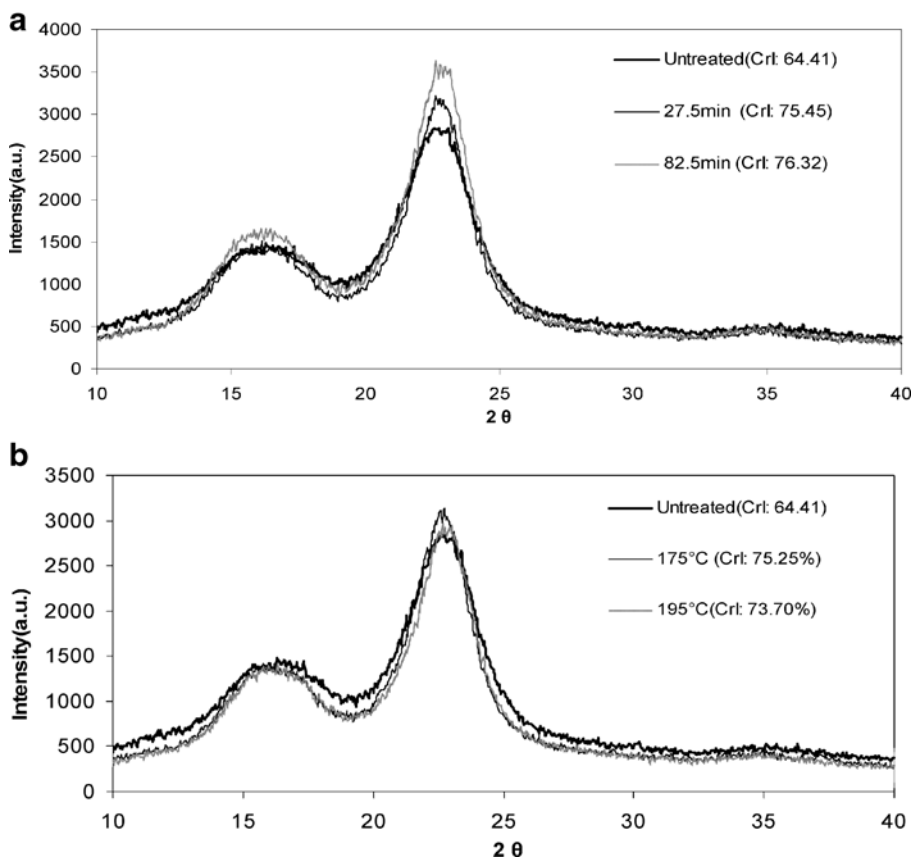 a
4000
3500
3000
2500
2000
1500
1000
500
0
Intensity(a.u.)
Untreated(CrI: 64.41)
27.5min (CrI: 75.45)
82.5min (CrI: 76.32)
10 15 20 25 30 35 40
2 θ
b
3500
3000
2500
2000
1500
1000
500
0
Intensity(a.u.)
Untreated(CrI: 64.41)
175°C (CrI: 75.25%)
195°C(CrI: 73.70%)
10 15 20 25 30 35 40
2 θ